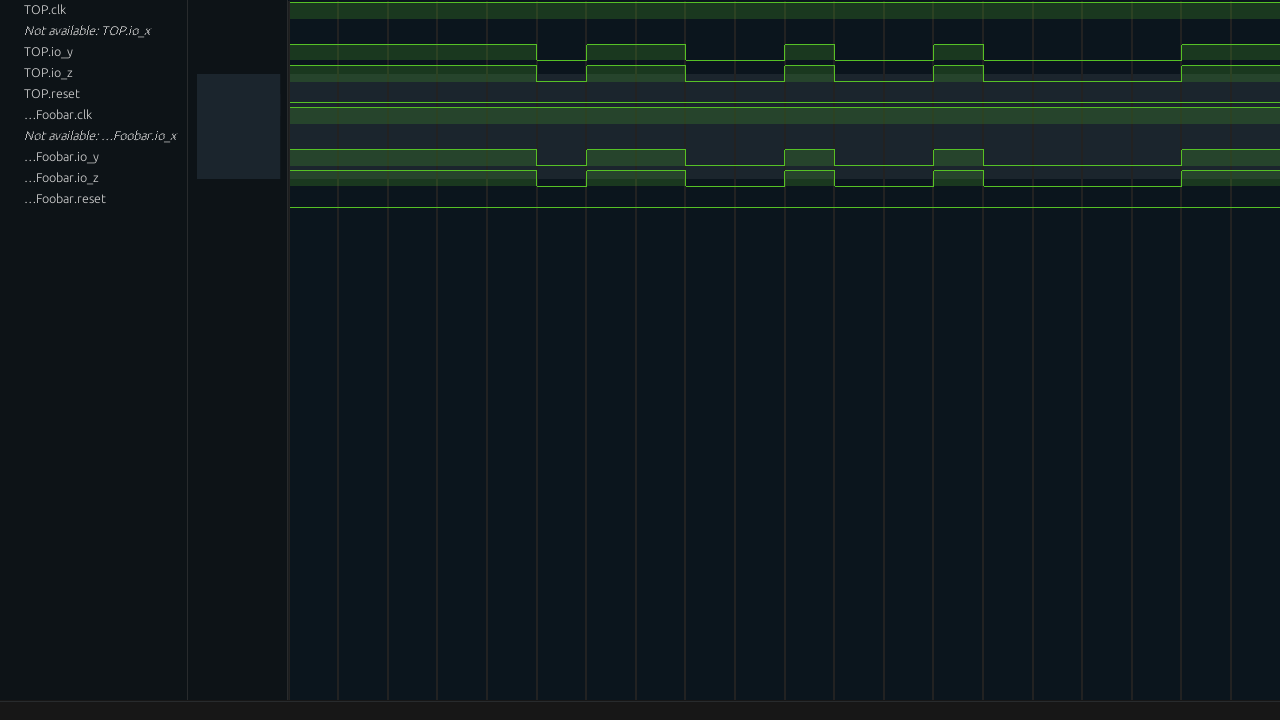 TOP.clk
Not available: TOP.io_x
TOP.io_y
TOP.io_z
TOP.reset
…Foobar.clk
Not available: …Foobar.io_x
…Foobar.io_y
…Foobar.io_z
…Foobar.reset